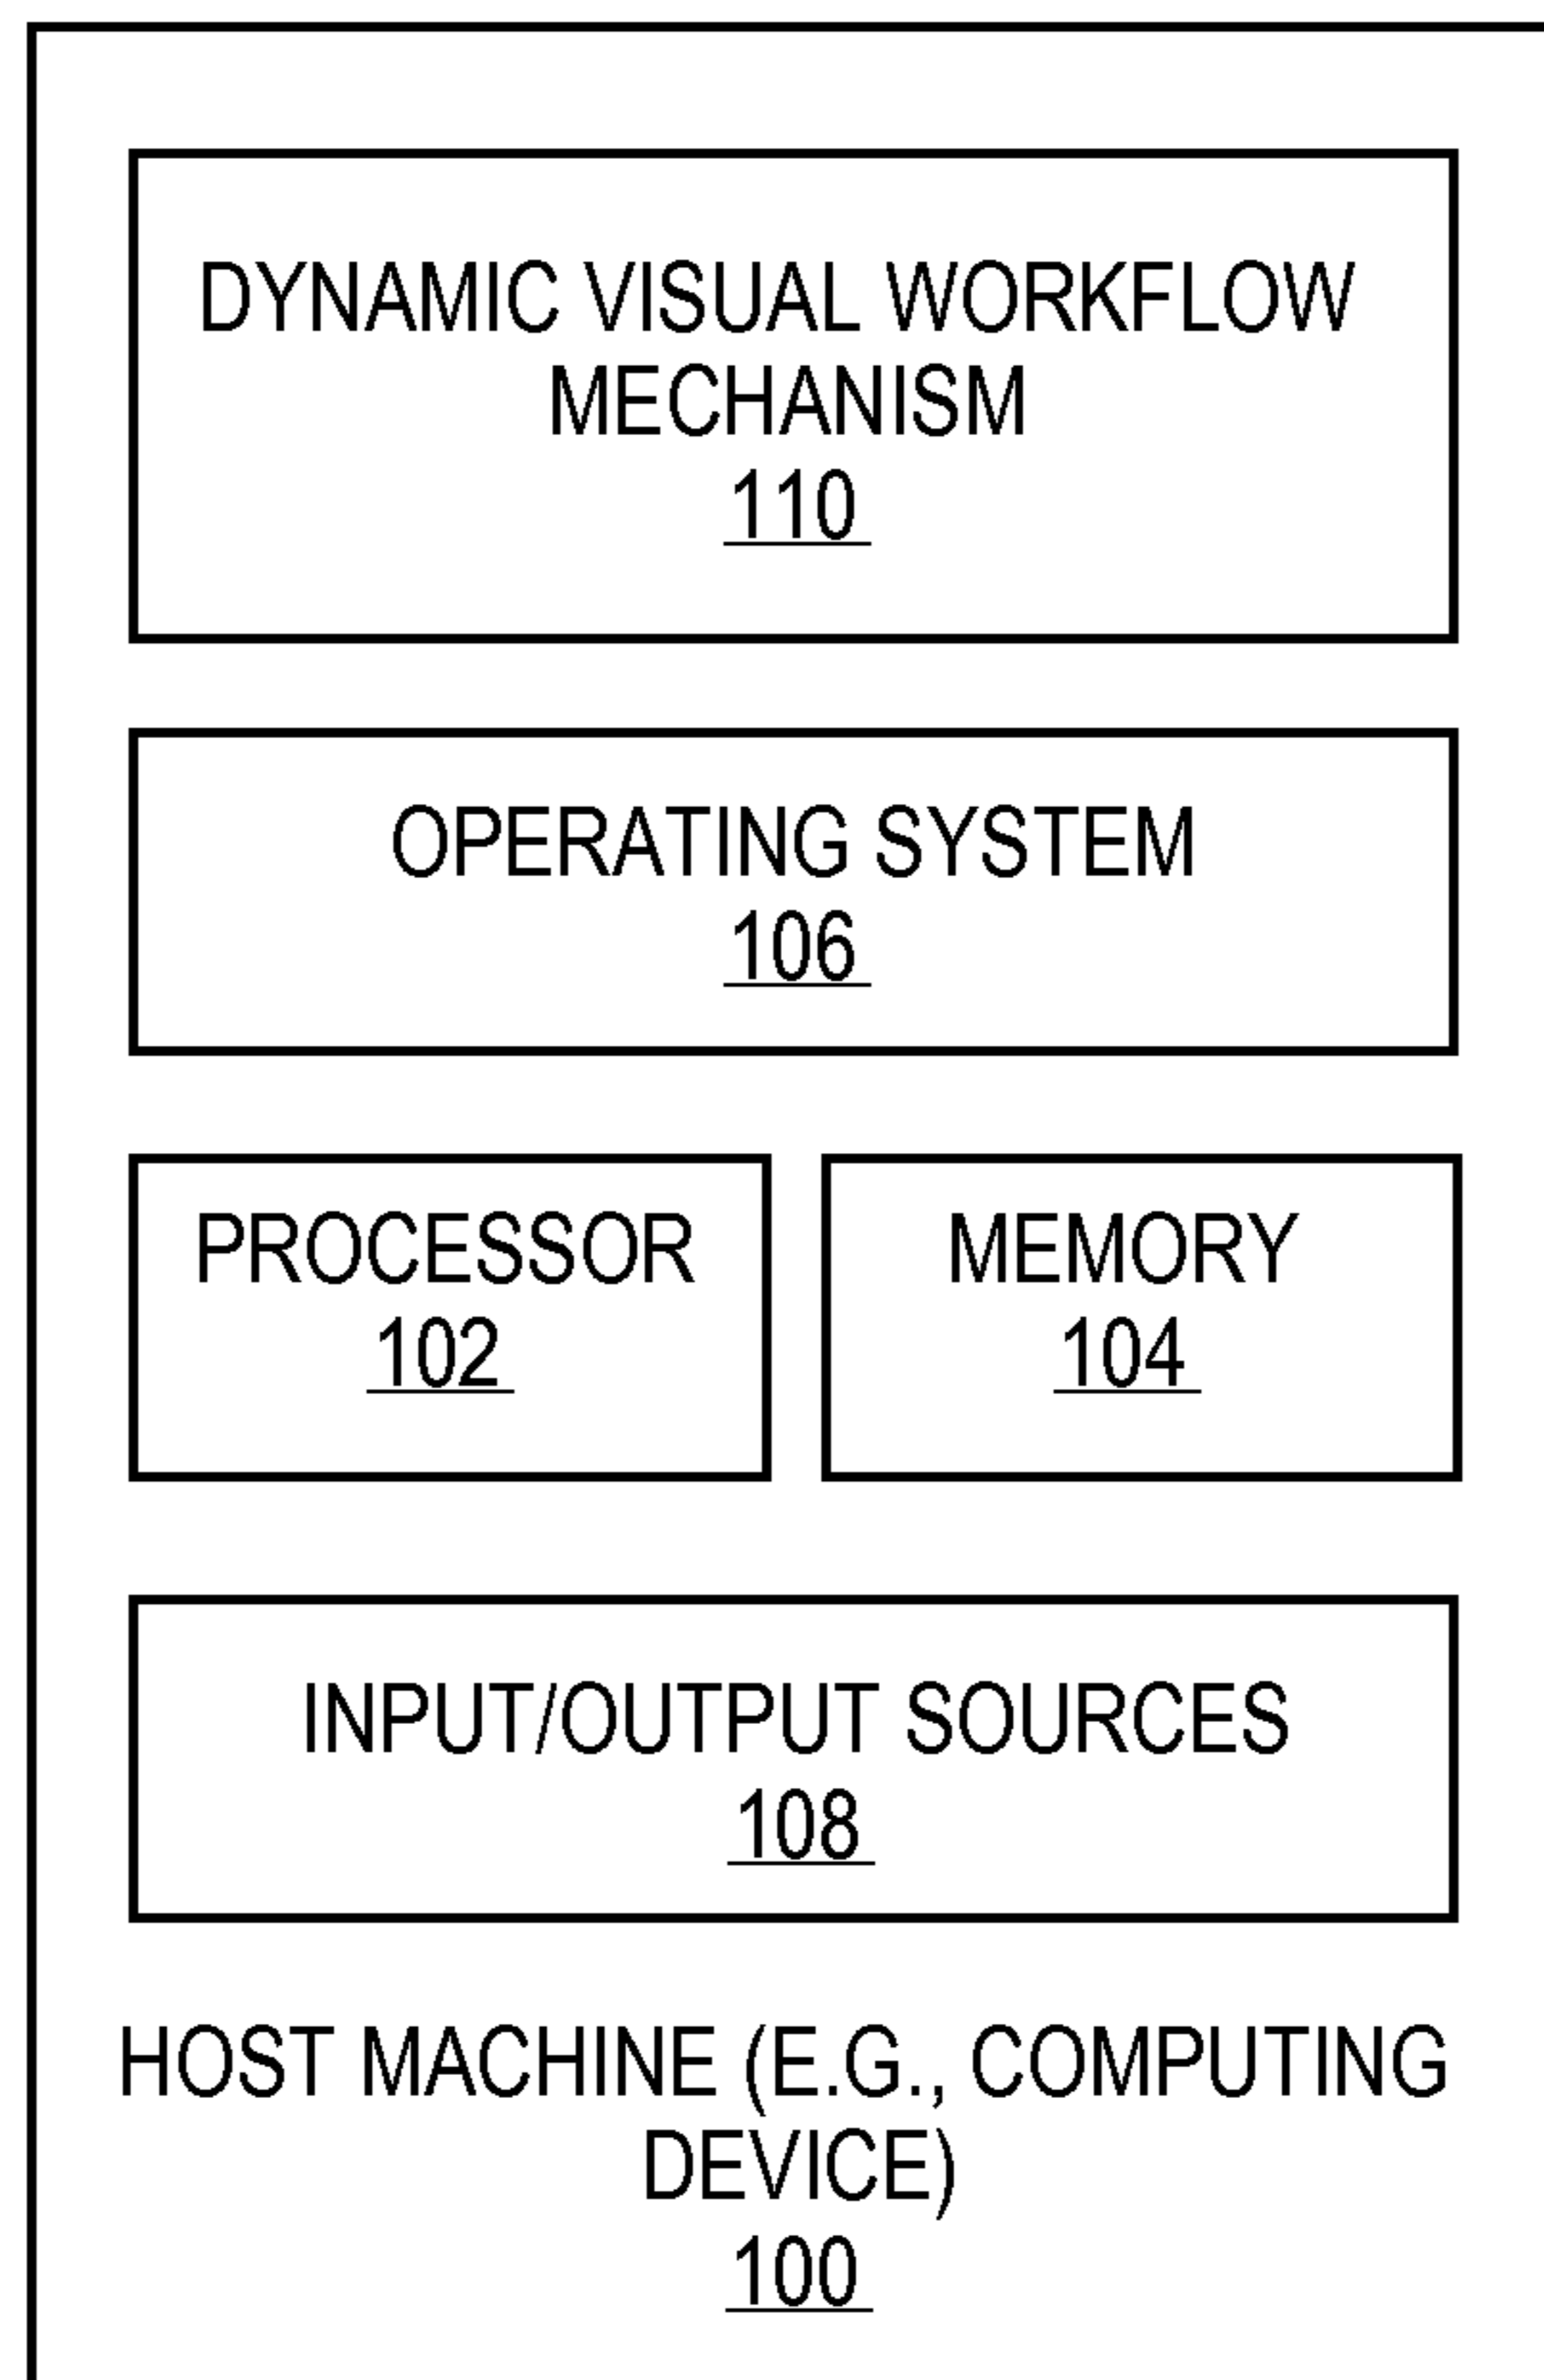 DYNAMIC VISUAL WORKFLOW
MECHANISM
110
OPERATING SYSTEM
106
PROCESSOR
102
MEMORY
104
INPUT/OUTPUT SOURCES
108
HOST MACHINE (E.G., COMPUTING
DEVICE)
100